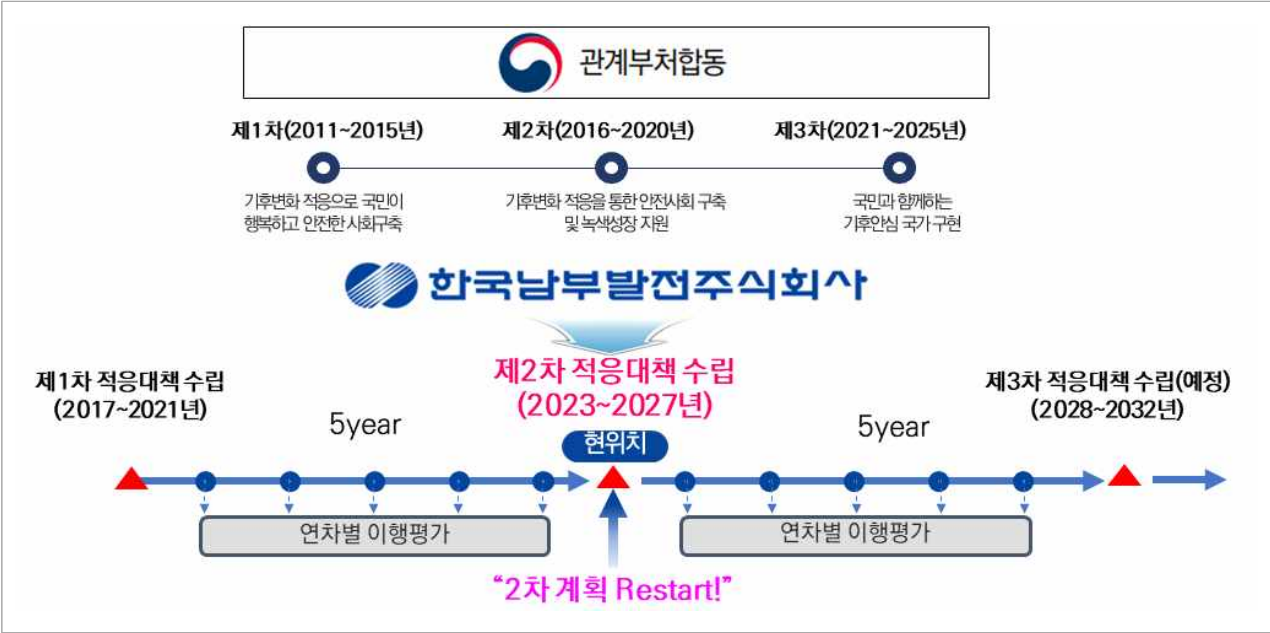 관계부처합동
제1차(2011~2015년)
제2차(2016~2020년)
제3차(2021~2025년)
기후변화 적응으로 국민이
행복하고 안전한 사회구축
기후변화 적응을 통한 안전사회 구축
및 녹색성장 지원
국민과 함께하는
기후안심 국가 구현
한국남부발전주식회사
제1차 적응대책 수립
(2017~2021년)
제2차 적응대책 수립
(2023~2027년)
제3차 적응대책 수립(예정)
(2028~2032년)
5year
현위치
5year
연차별 이행평가
연차별 이행평가
“2차 계획 Restart!”